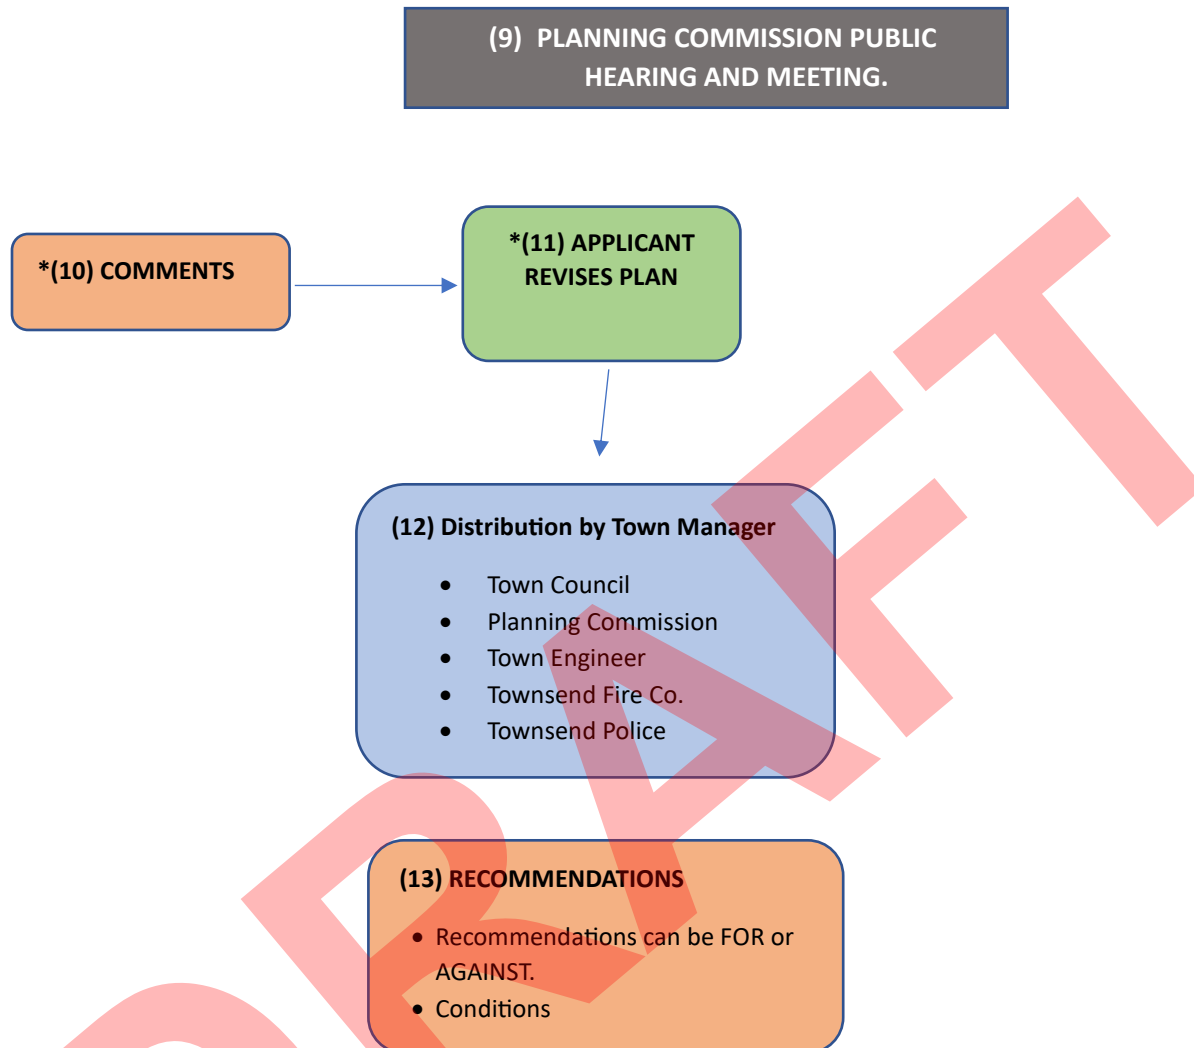 (9) PLANNING COMMISSION PUBLIC
HEARING AND MEETING.
*(10) COMMENTS
*(11) APPLICANT
REVISES PLAN
(12) Distribution by Town Manager
• Town Council
• Planning Commission
• Town Engineer
• Townsend Fire Co.
• Townsend Police
(13) RECOMMENDATIONS
• Recommendations can be FOR or
AGAINST.
• Conditions
DRAFT